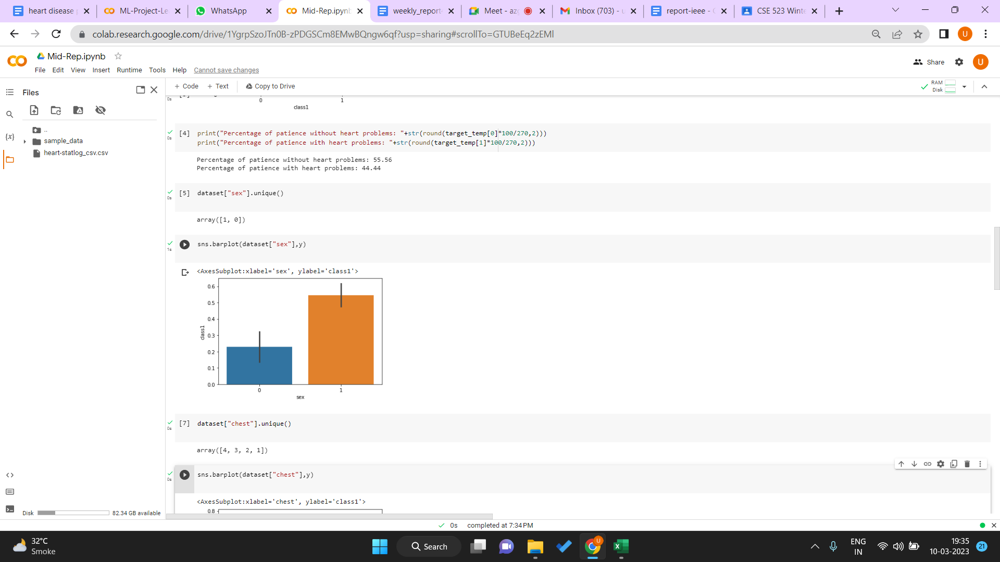 heart disease
ML-Project-Le
WhatsApp
Mid-Rep.ipynb
weekly_report
Meet - az
Inbox (703) - u
report-ieee - G
CSE 523 Winte
colab.research.google.com/drive/1YgrpSzoJTn0B-zPDGSCm8EMwBQngw6qf?usp=sharing#scrollTo=GTUBeEq2zEMl
U
Mid-Rep.ipynb
File Edit View Insert Runtime Tools Help Cannot save changes
Share
U
Files
+ Code + Text Copy to Drive
RAM
Disk
..
sample_data
heart-statlog_csv.csv
{x}
0s
0 1
class1
[4] print("Percentage of patience without heart problems: "+str(round(target_temp[0]*100/270,2)))
0s
print("Percentage of patience with heart problems: "+str(round(target_temp[1]*100/270,2)))
Percentage of patience without heart problems: 55.56
Percentage of patience with heart problems: 44.44
[5] dataset["sex"].unique()
0s
array([1, 0])
sns.barplot(dataset["sex"],y)
1s
<AxesSubplot:xlabel='sex', ylabel='class1'>
0.6
0.5
0.4
0.3
0.2
0.1
0.0
class1
0 1
sex
[7] dataset["chest"].unique()
0s
array([4, 3, 2, 1])
sns.barplot(dataset["chest"],y)
0s
<AxesSubplot:xlabel='chest', ylabel='class1'>
0.8
Disk 82.34 GB available
0s completed at 7:34 PM
32°C
Smoke
Search
U
ENG
IN
19:35
10-03-2023
21